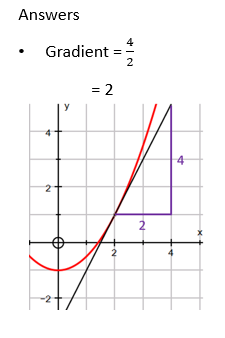 Answers
• Gradient = 4/2
= 2
y
4
4
2
2
x
2
4
-2